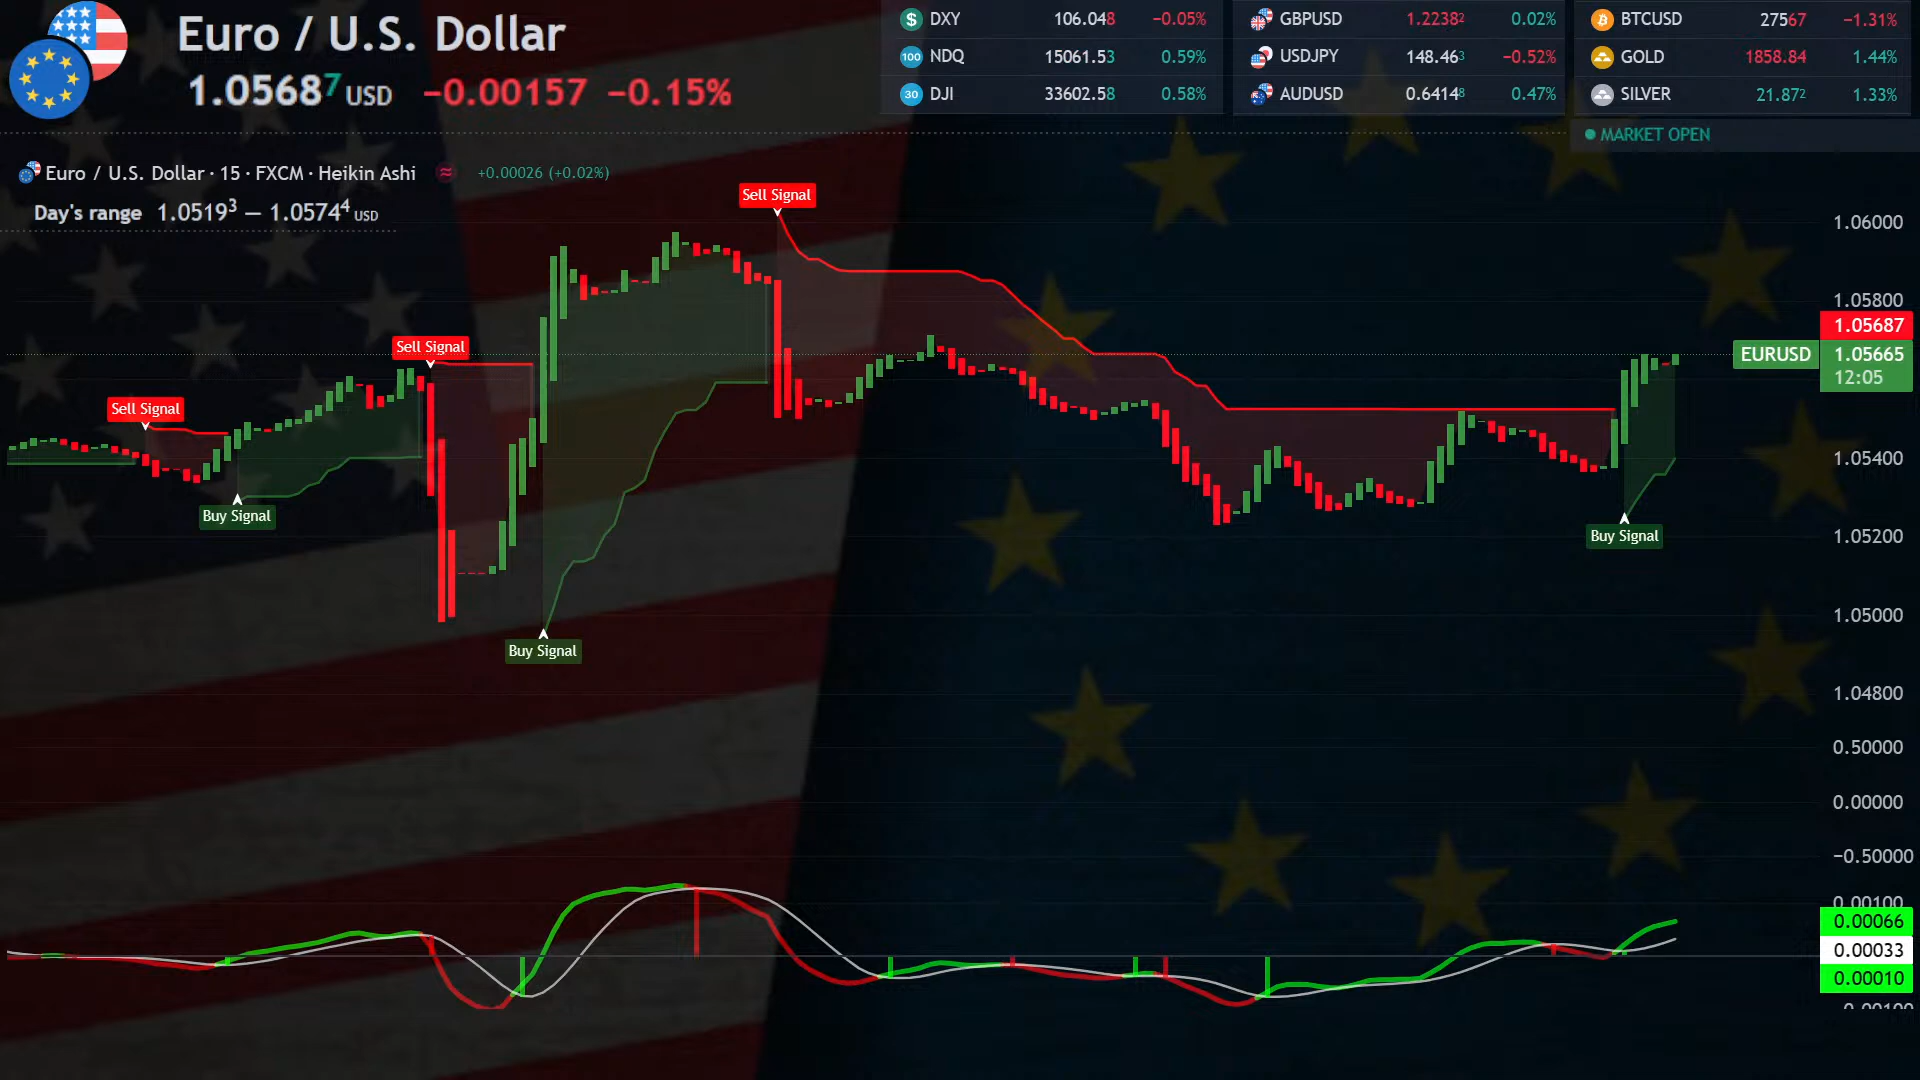 Euro / U.S. Dollar
1.05687 USD −0.00157 −0.15%
DXY 106.048 −0.05%
NDQ 15061.53 0.59%
DJI 33602.58 0.58%
GBPUSD 1.22382 0.02%
USDJPY 148.463 −0.52%
AUDUSD 0.64148 0.47%
BTCUSD 27567 −1.31%
GOLD 1858.84 1.44%
SILVER 21.872 1.33%
MARKET OPEN
Euro / U.S. Dollar · 15 · FXCM · Heikin Ashi ≈ +0.00026 (+0.02%)
Day's range 1.05193 — 1.05744 USD
Sell Signal
Sell Signal
Sell Signal
Buy Signal
Buy Signal
Buy Signal
100
30
1.06000
1.05800
1.05687
EURUSD 1.05665
12:05
1.05400
1.05200
1.05000
1.04800
0.50000
0.00000
−0.50000
0.00100
0.00066
0.00033
0.00010